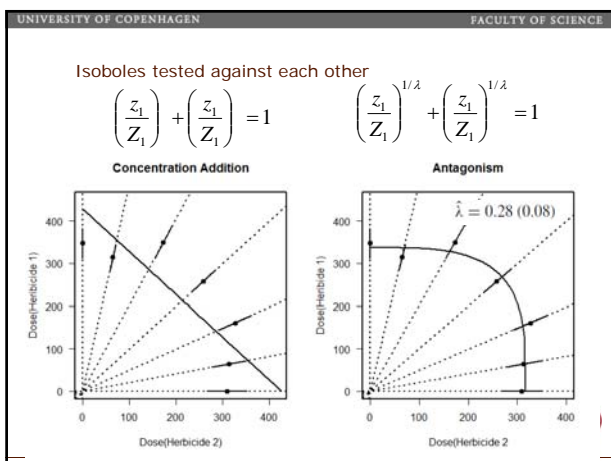 UNIVERSITY OF COPENHAGEN FACULTY OF SCIENCE
Isoboles tested against each other
(z₁/Z₁) + (z₁/Z₁) = 1 (z₁/Z₁)^{1/λ} + (z₁/Z₁)^{1/λ} = 1
Concentration Addition
Dose(Herbicide 1)
400
300
200
100
0
0 100 200 300 400
Dose(Herbicide 2)
Antagonism
λ̂ = 0.28 (0.08)
Dose(Heribicide 1)
400
300
200
100
0
0 100 200 300 400
Dose(Herbicide 2